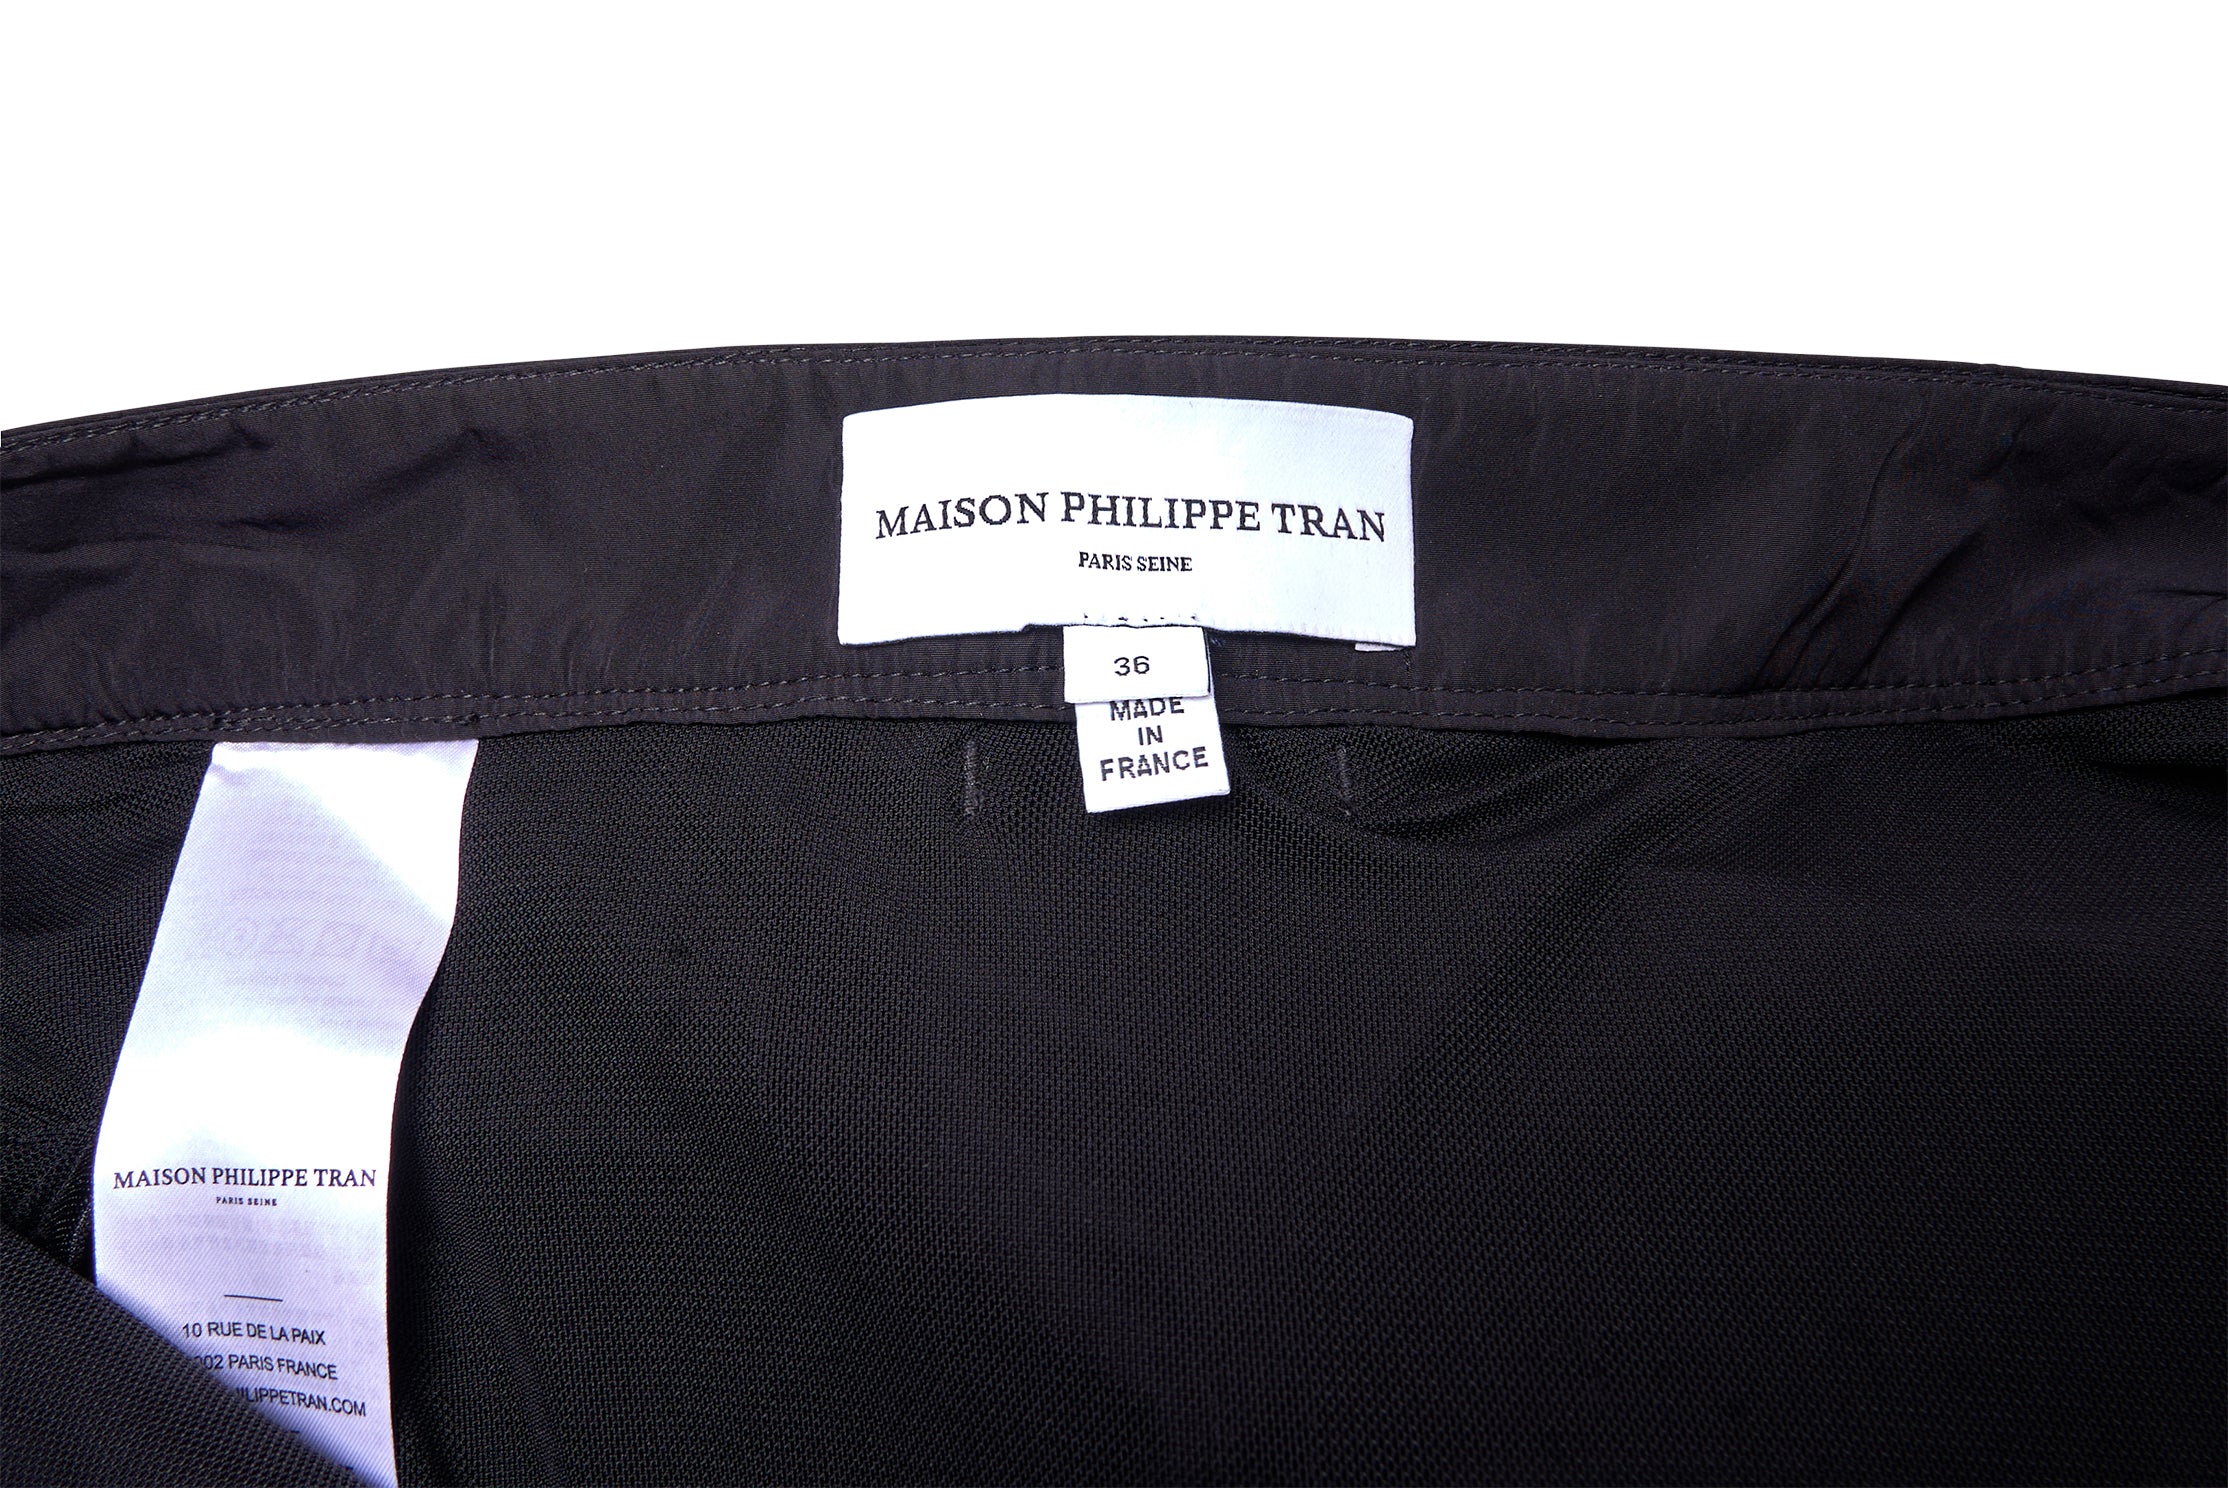 MAISON PHILIPPE TRAN
PARIS SEINE
36
MADE
IN
FRANCE
MAISON PHILIPPE TRAN
PARIS SEINE
10 RUE DE LA PAIX
PARIS FRANCE